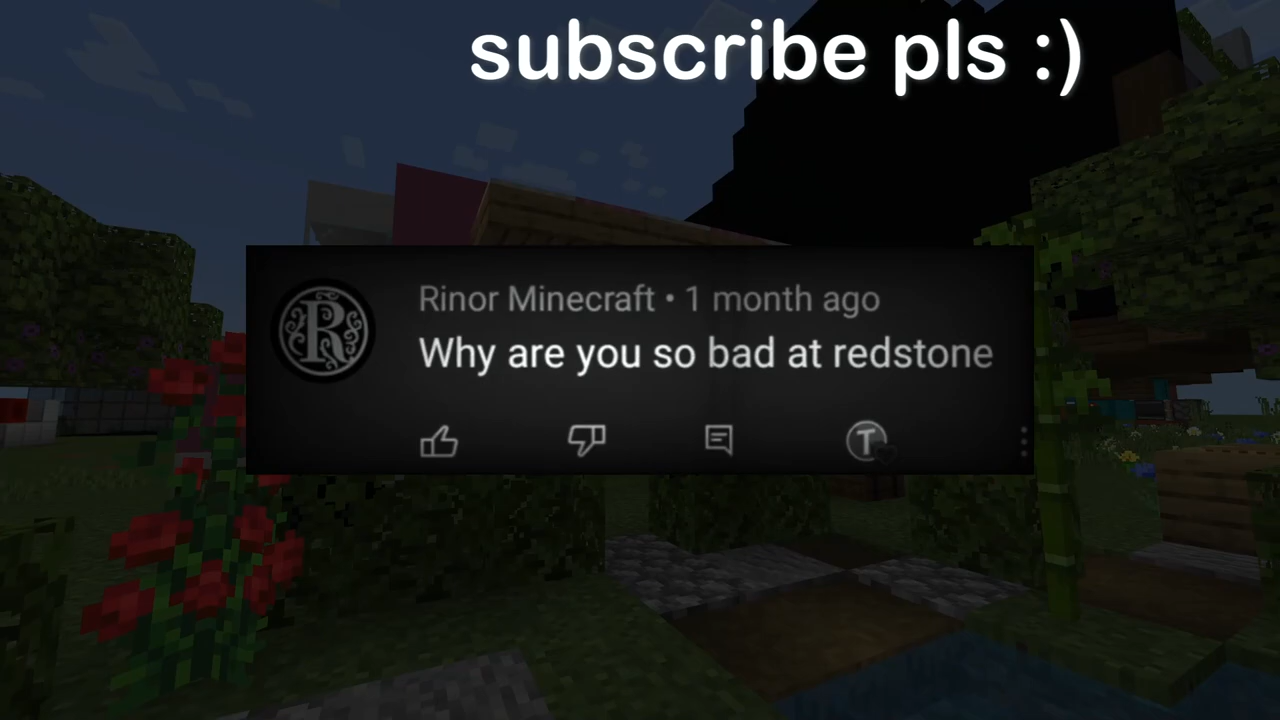 subscribe pls :)
R
Rinor Minecraft • 1 month ago
Why are you so bad at redstone
T